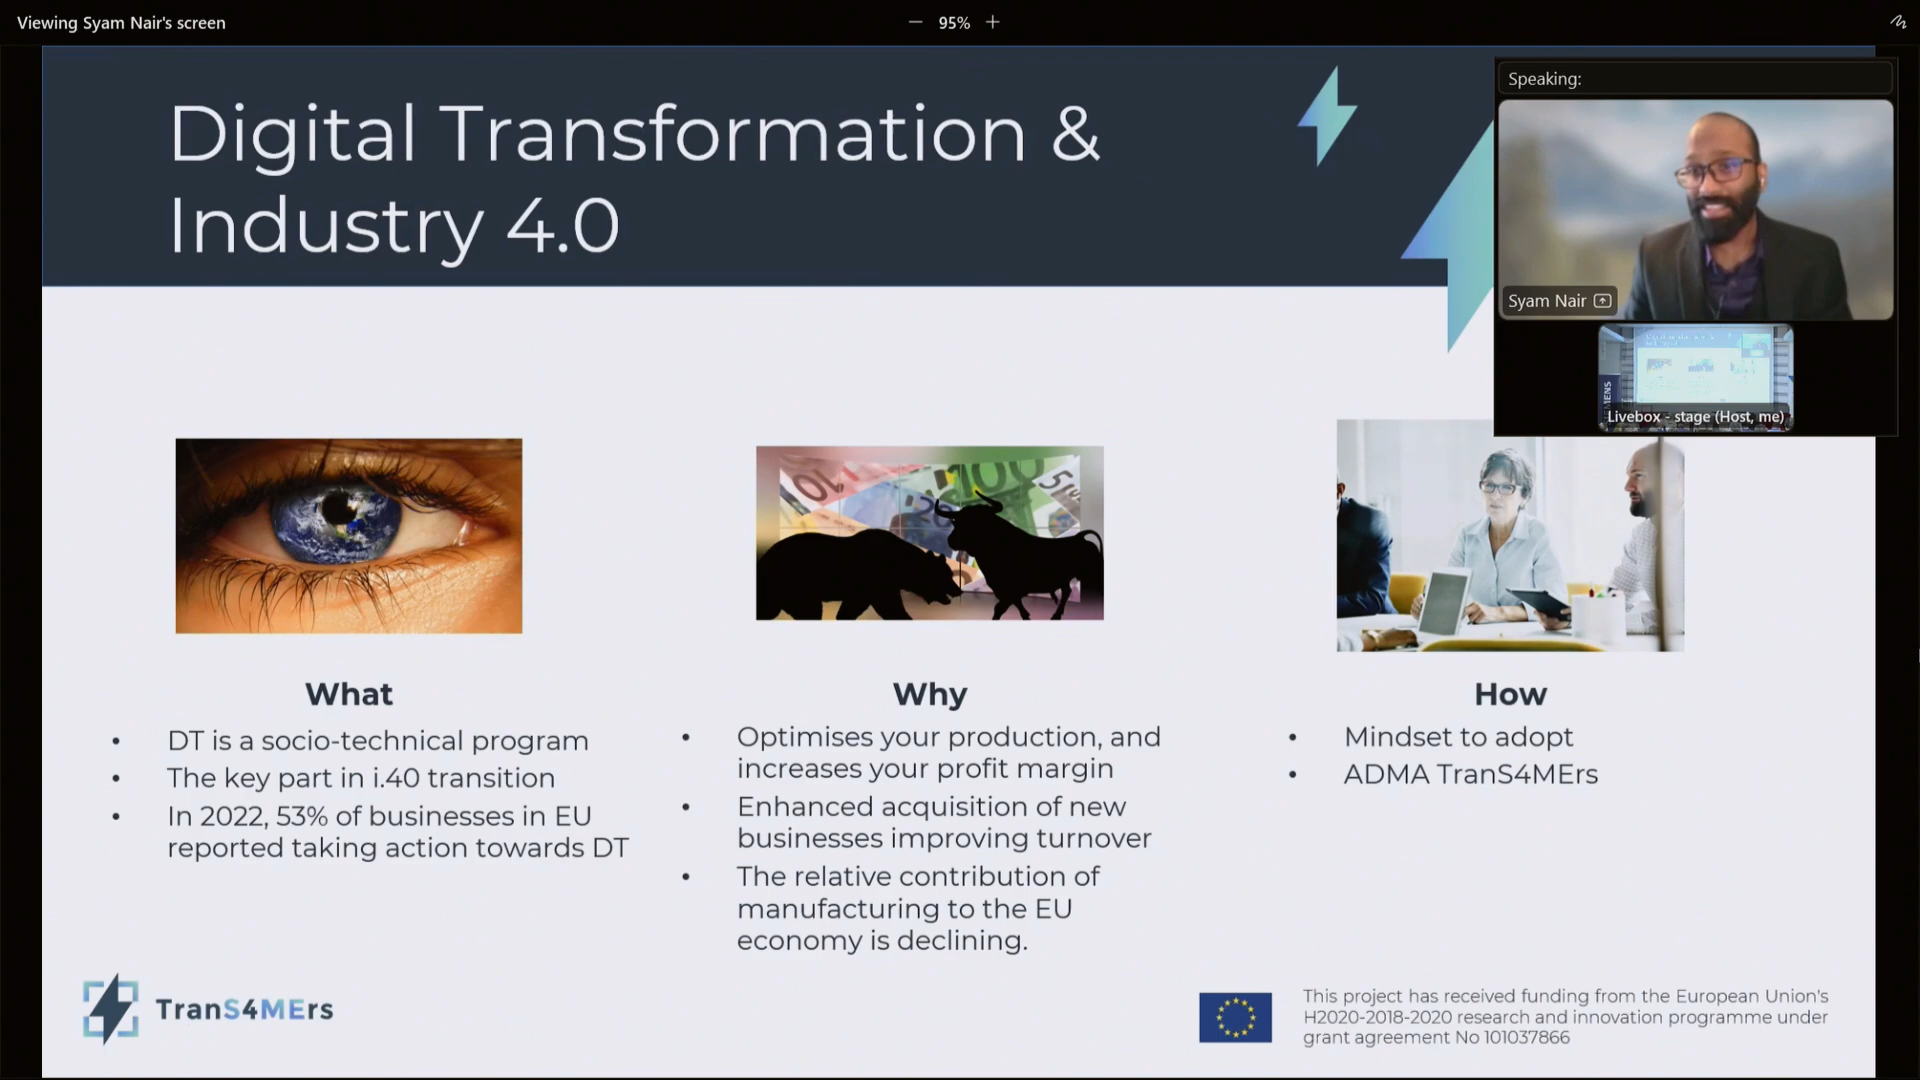 Viewing Syam Nair's screen
95%
Speaking:
Syam Nair
Livebox - stage (Host, me)
Digital Transformation &
Industry 4.0
What
• DT is a socio-technical program
• The key part in i.40 transition
• In 2022, 53% of businesses in EU
reported taking action towards DT
Why
• Optimises your production, and
increases your profit margin
• Enhanced acquisition of new
businesses improving turnover
• The relative contribution of
manufacturing to the EU
economy is declining.
How
• Mindset to adopt
• ADMA TranS4MErs
TranS4MErs
This project has received funding from the European Union's
H2020-2018-2020 research and innovation programme under
grant agreement No 101037866